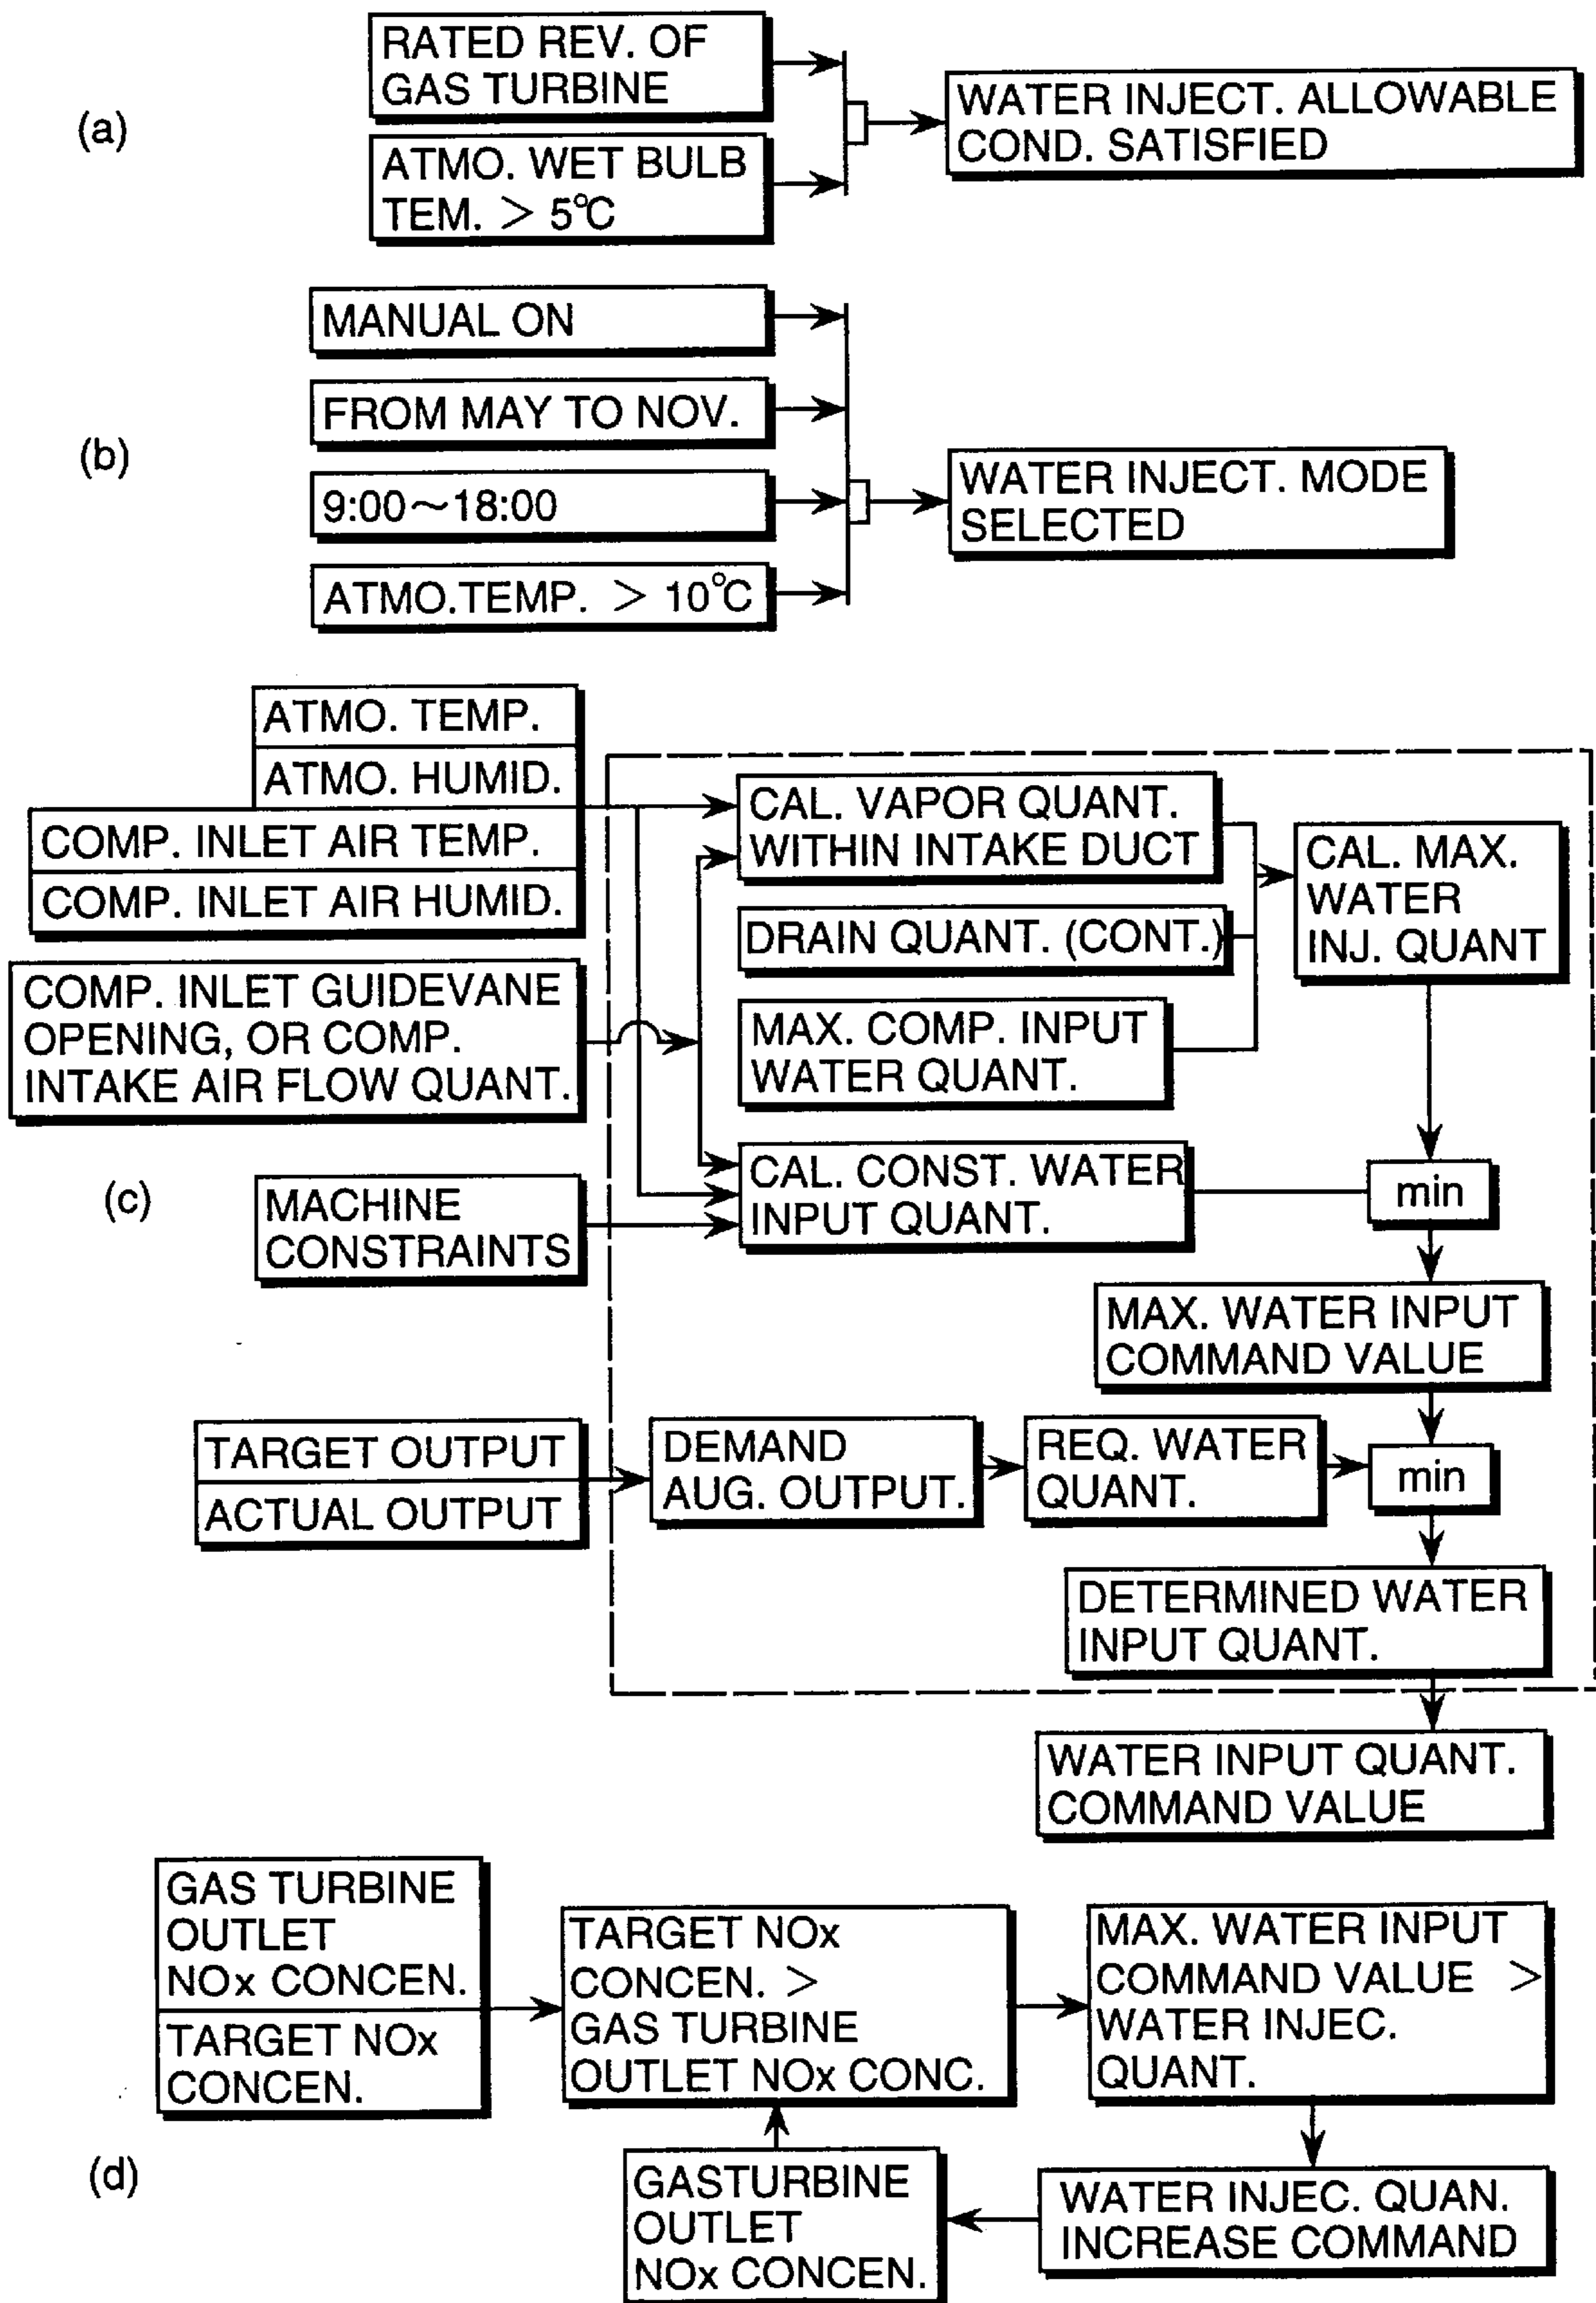 (a)
RATED REV. OF
GAS TURBINE
ATMO. WET BULB
TEM. > 5℃
WATER INJECT. ALLOWABLE
COND. SATISFIED
(b)
MANUAL ON
FROM MAY TO NOV.
9:00～18:00
ATMO.TEMP. > 10℃
WATER INJECT. MODE
SELECTED
(c)
ATMO. TEMP.
ATMO. HUMID.
COMP. INLET AIR TEMP.
COMP. INLET AIR HUMID.
COMP. INLET GUIDEVANE
OPENING, OR COMP.
INTAKE AIR FLOW QUANT.
MACHINE
CONSTRAINTS
CAL. VAPOR QUANT.
WITHIN INTAKE DUCT
DRAIN QUANT. (CONT.)
MAX. COMP. INPUT
WATER QUANT.
CAL. CONST. WATER
INPUT QUANT.
CAL. MAX.
WATER
INJ. QUANT
min
MAX. WATER INPUT
COMMAND VALUE
TARGET OUTPUT
ACTUAL OUTPUT
DEMAND
AUG. OUTPUT.
REQ. WATER
QUANT.
min
DETERMINED WATER
INPUT QUANT.
WATER INPUT QUANT.
COMMAND VALUE
(d)
GAS TURBINE
OUTLET
NOx CONCEN.
TARGET NOx
CONCEN.
TARGET NOx
CONCEN. >
GAS TURBINE
OUTLET NOx CONC.
MAX. WATER INPUT
COMMAND VALUE >
WATER INJEC.
QUANT.
WATER INJEC. QUAN.
INCREASE COMMAND
GASTURBINE
OUTLET
NOx CONCEN.